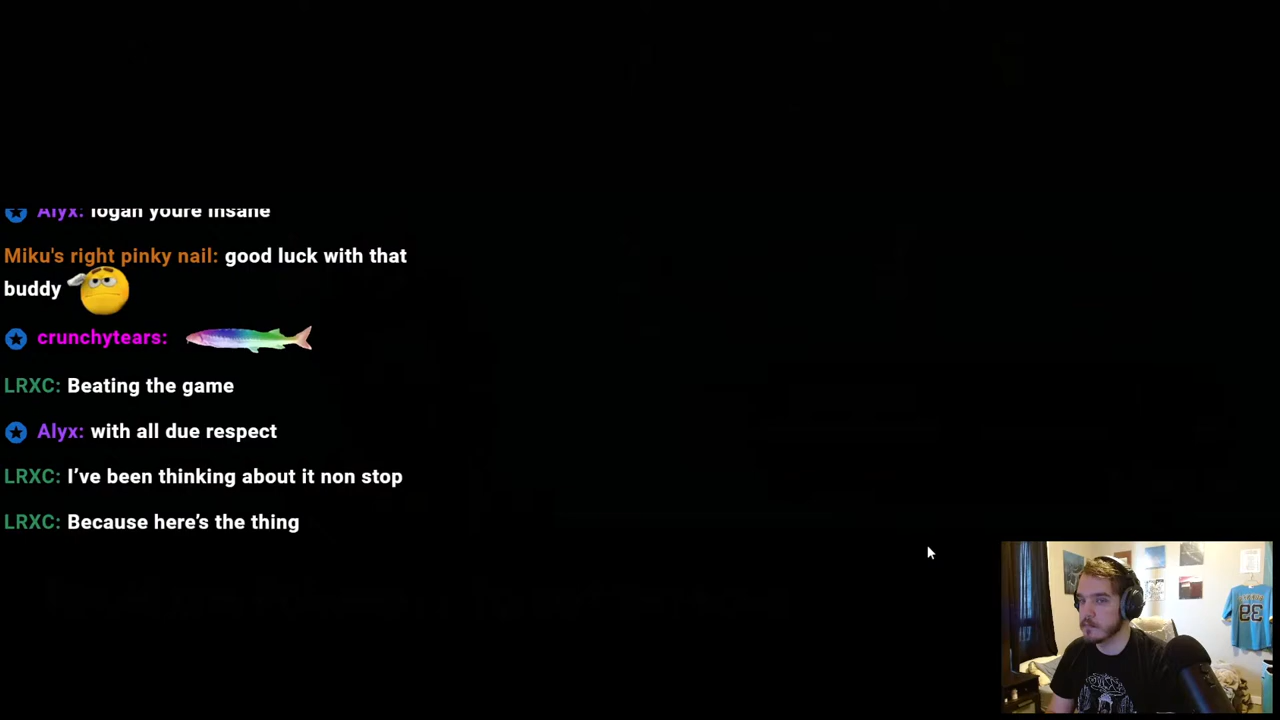 Alyx: logan youre insane
Miku's right pinky nail: good luck with that
buddy
crunchytears:
LRXC: Beating the game
Alyx: with all due respect
LRXC: I’ve been thinking about it non stop
LRXC: Because here’s the thing